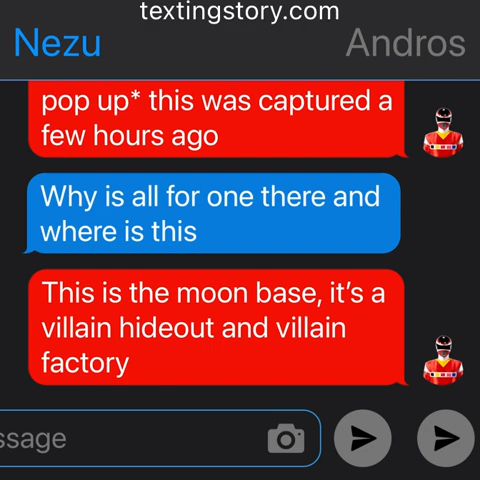 textingstory.com
Nezu
Andros
pop up* this was captured a
few hours ago
Why is all for one there and
where is this
This is the moon base, it's a
villain hideout and villain
factory
ssage